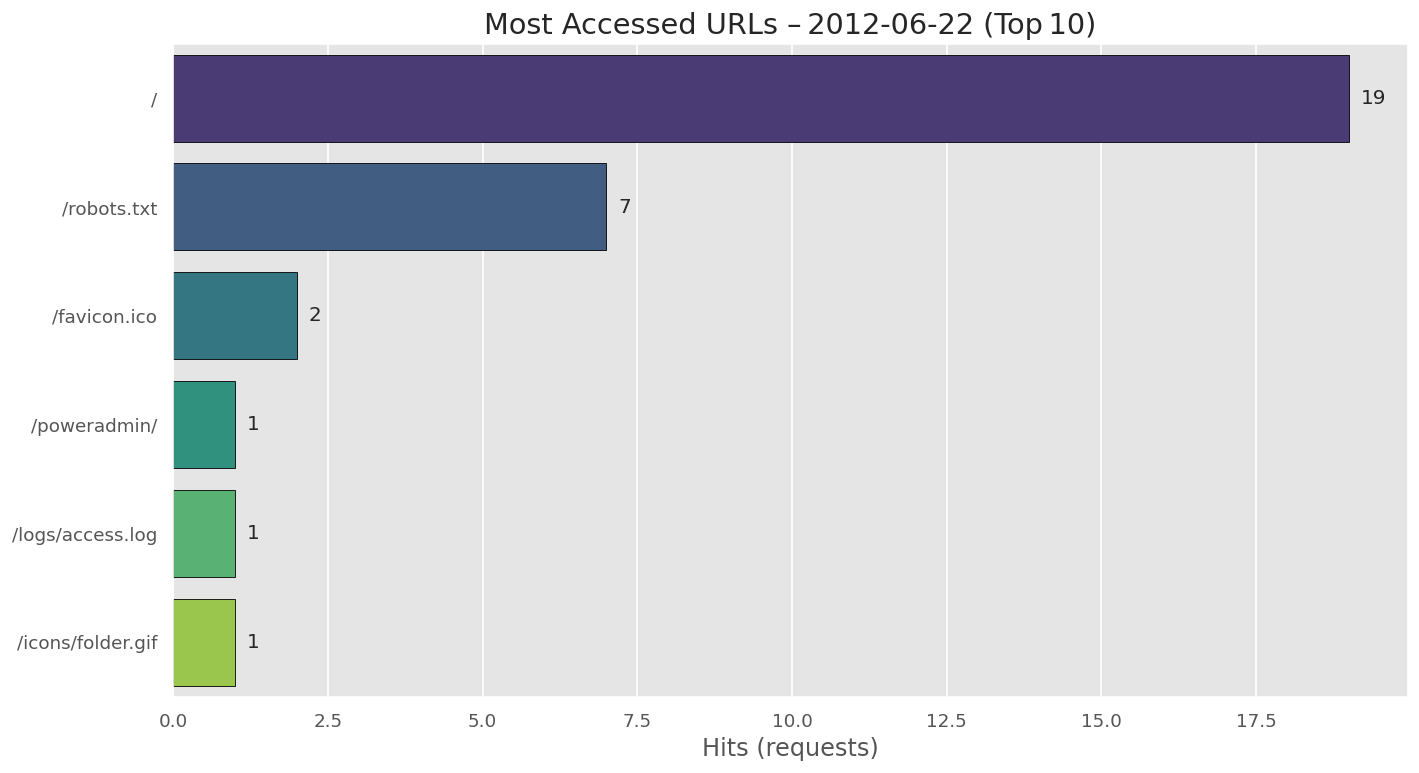 Most Accessed URLs – 2012-06-22 (Top 10)
/ 19
/robots.txt 7
/favicon.ico 2
/poweradmin/ 1
/logs/access.log 1
/icons/folder.gif 1
0.0 2.5 5.0 7.5 10.0 12.5 15.0 17.5
Hits (requests)